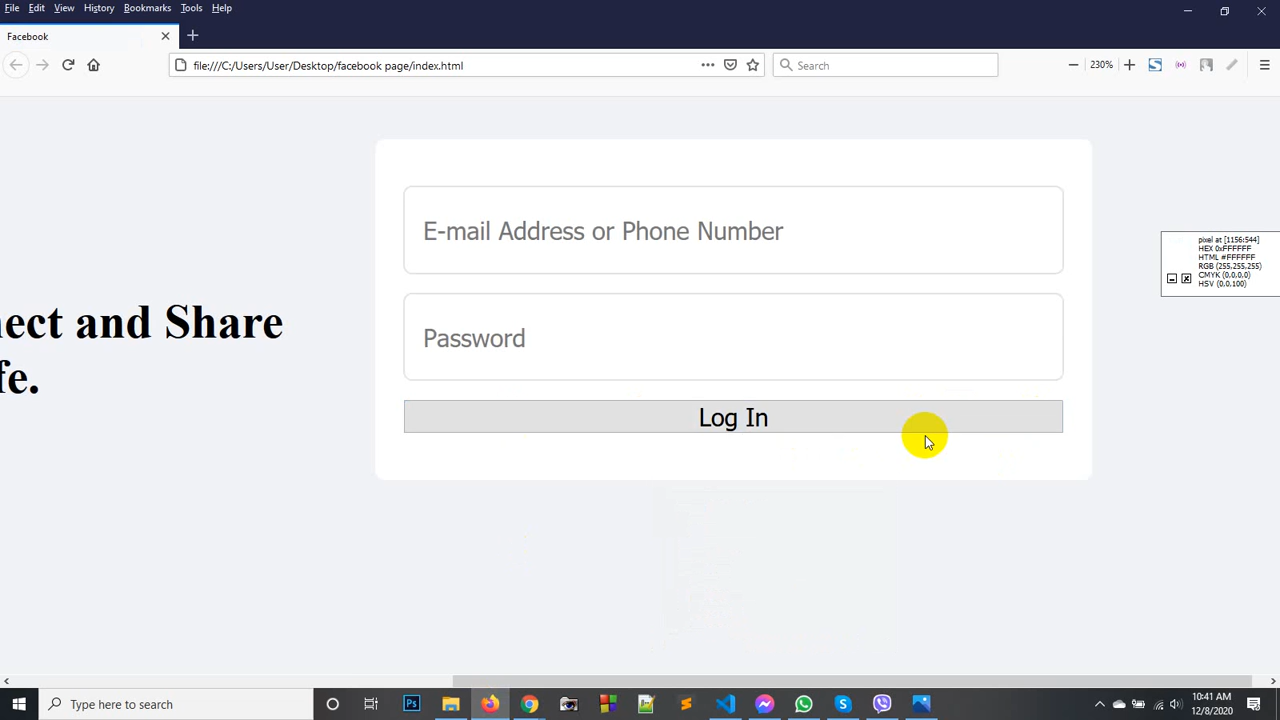 File Edit View History Bookmarks Tools Help
Facebook
file:///C:/Users/User/Desktop/facebook page/index.html
Search
230%
E-mail Address or Phone Number
pixel at [1156:544]
HEX 0xFFFFFF
HTML #FFFFFF
RGB (255,255,255)
CMYK (0,0,0,0)
HSV (0.0.100)
nect and Share
fe.
Password
Log In
Type here to search
Ps
10:41 AM
12/8/2020